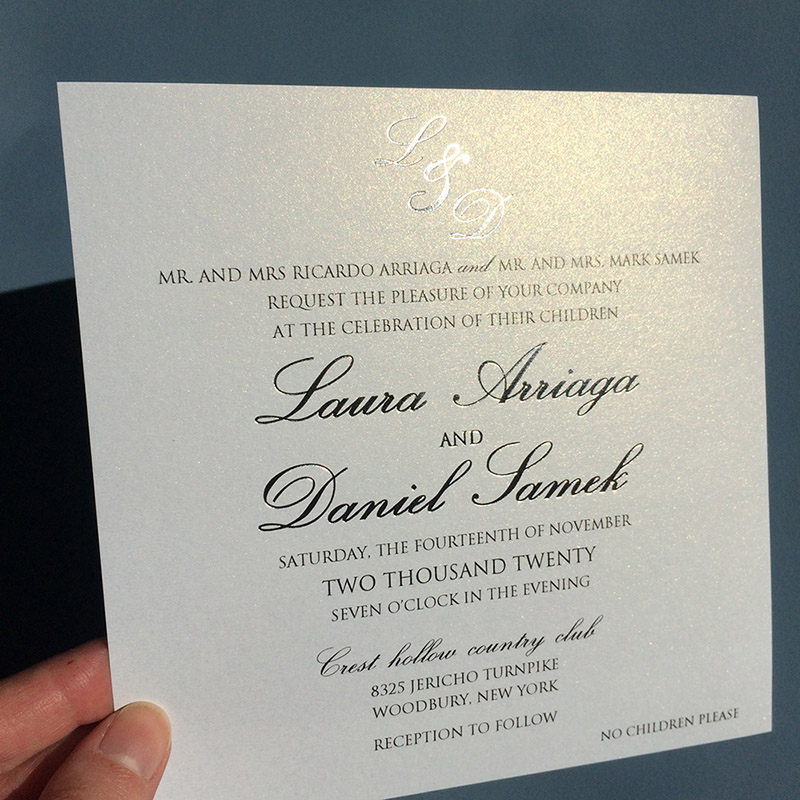 L
&
D
MR. AND MRS RICARDO ARRIAGA and MR. AND MRS. MARK SAMEK
REQUEST THE PLEASURE OF YOUR COMPANY
AT THE CELEBRATION OF THEIR CHILDREN
Laura Arriaga
AND
Daniel Samek
SATURDAY, THE FOURTEENTH OF NOVEMBER
TWO THOUSAND TWENTY
SEVEN O'CLOCK IN THE EVENING
Crest hollow country club
8325 JERICHO TURNPIKE
WOODBURY, NEW YORK
RECEPTION TO FOLLOW
NO CHILDREN PLEASE